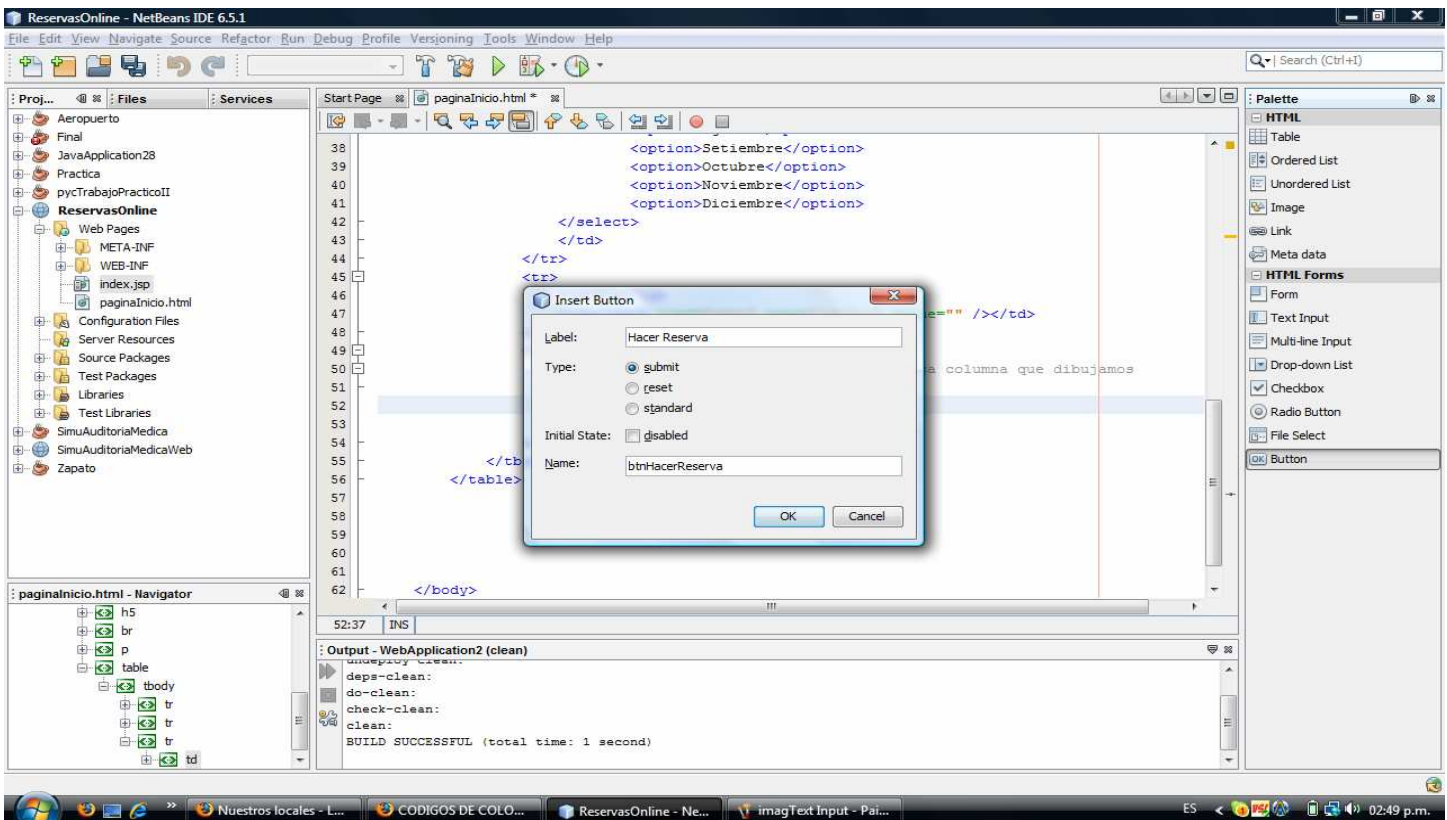 ReservasOnline - NetBeans IDE 6.5.1
File Edit View Navigate Source Refactor Run Debug Profile Versioning Tools Window Help
Search (Ctrl+I)
Proj... Files Services
Aeropuerto
Final
JavaApplication28
Practica
pycTrabajoPracticoII
ReservasOnline
Web Pages
META-INF
WEB-INF
index.jsp
paginaInicio.html
Configuration Files
Server Resources
Source Packages
Test Packages
Libraries
Test Libraries
SimuAuditoriaMedica
SimuAuditoriaMedicaWeb
Zapato
paginaInicio.html - Navigator
h5
br
p
table
tbody
tr
tr
tr
td
Start Page paginaInicio.html *
38 <option>Setiembre</option>
39 <option>Octubre</option>
40 <option>Noviembre</option>
41 <option>Diciembre</option>
42 </select>
43 </td>
44 </tr>
45 <tr>
46
47 "" /></td>
48
49
50 columna que dibujamos
51
52
53
54
55 </tb
56 </table>
57
58
59
60
61
62 </body>
52:37 INS
Insert Button
Label: Hacer Reserva
Type: submit
reset
standard
Initial State: disabled
Name: btnHacerReserva
OK Cancel
Output - WebApplication2 (clean)
undeploy-clean:
deps-clean:
do-clean:
check-clean:
clean:
BUILD SUCCESSFUL (total time: 1 second)
Palette
HTML
Table
Ordered List
Unordered List
Image
Link
Meta data
HTML Forms
Form
Text Input
Multi-line Input
Drop-down List
Checkbox
Radio Button
File Select
OK Button
Nuestros locales - L... CODIGOS DE COLO... ReservasOnline - Ne... imagText Input - Pai... ES 02:49 p.m.